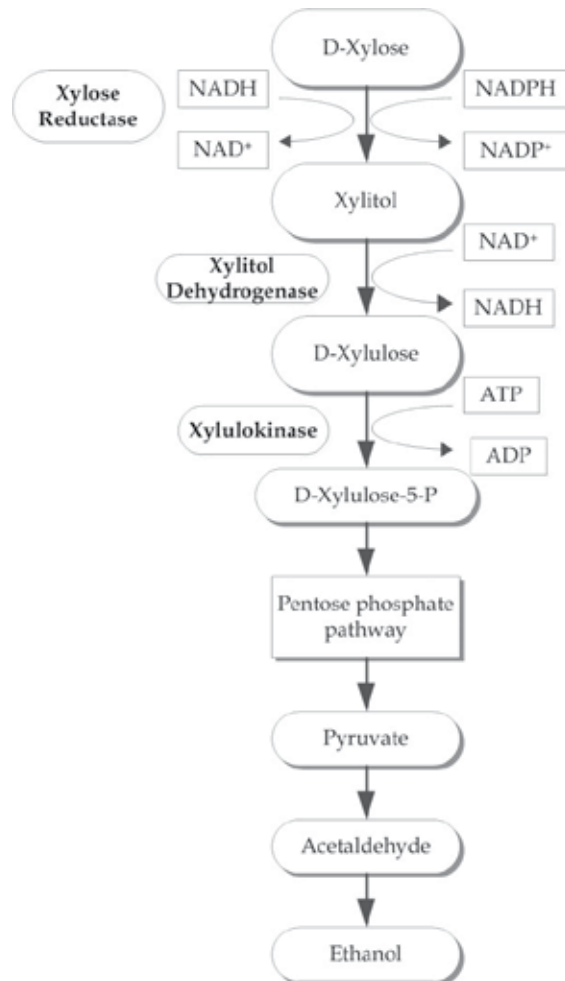 D-Xylose
Xylose
Reductase
NADH
NADPH
NAD⁺
NADP⁺
Xylitol
Xylitol
Dehydrogenase
NAD⁺
NADH
D-Xylulose
Xylulokinase
ATP
ADP
D-Xylulose-5-P
Pentose phosphate
pathway
Pyruvate
Acetaldehyde
Ethanol